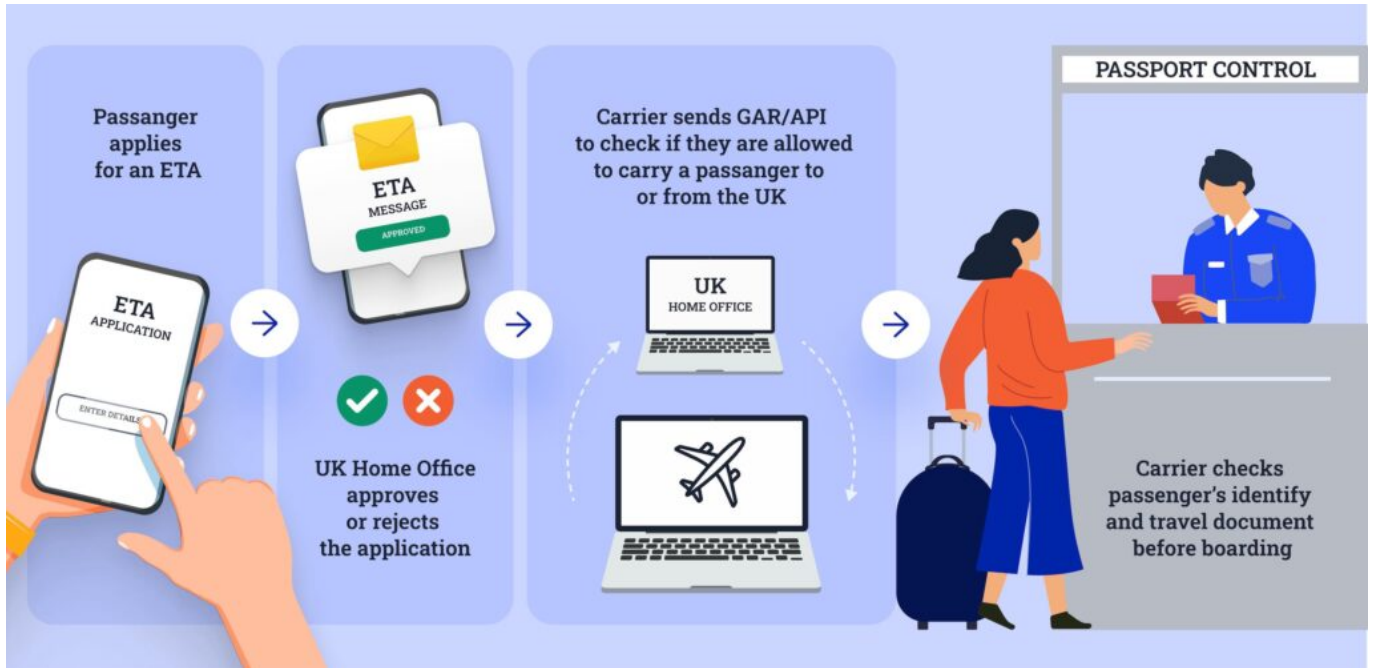 Passanger
applies
for an ETA
ETA
APPLICATION
ENTER DETAILS
ETA
MESSAGE
APPROVED
UK Home Office
approves
or rejects
the application
Carrier sends GAR/API
to check if they are allowed
to carry a passanger to
or from the UK
UK
HOME OFFICE
PASSPORT CONTROL
Carrier checks
passenger's identify
and travel document
before boarding